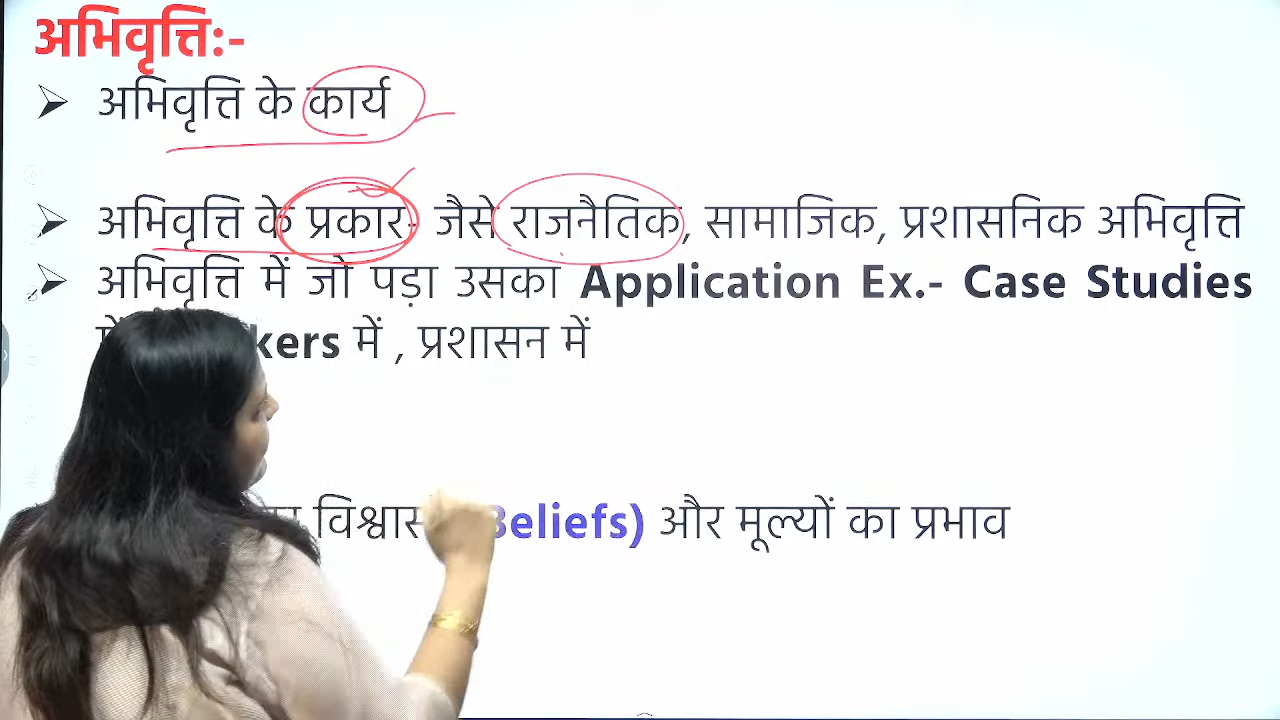 अभिवृत्ति:-
अभिवृत्ति के कार्य
अभिवृत्ति के प्रकार:- जैसे राजनैतिक, सामाजिक, प्रशासनिक अभिवृत्ति
अभिवृत्ति में जो पड़ा उसका Application Ex.- Case Studies
में , प्रशासन में
Beliefs) और मूल्यों का प्रभाव